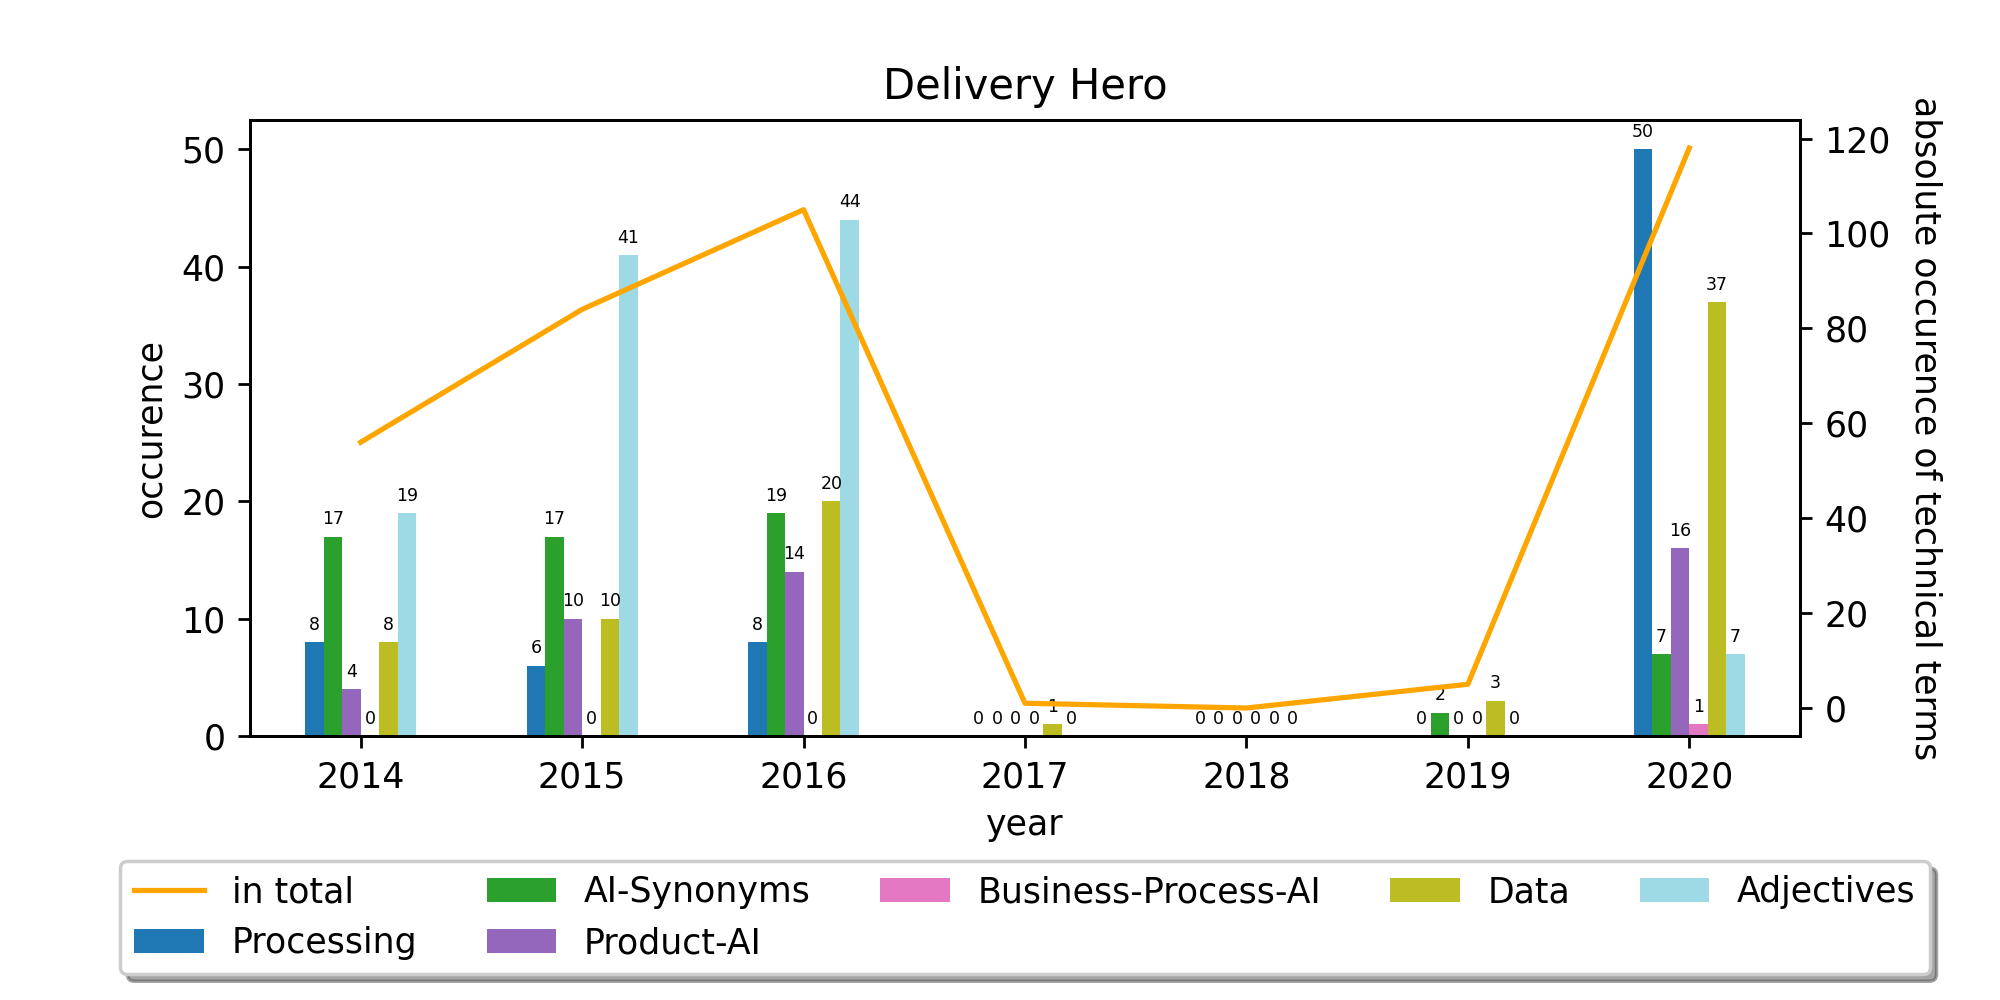 Delivery Hero
50
40
30
20
10
0
occurence
120
100
80
60
40
20
0
absolute occurence of technical terms
8 17 4 0 8 19
6 17 10 0 10 41
8 19 14 0 20 44
0 0 0 0 1 0
0 0 0 0 0 0
0 2 0 0 3 0
50 7 16 1 37 7
2014 2015 2016 2017 2018 2019 2020
year
in total AI-Synonyms Business-Process-AI Data Adjectives
Processing Product-AI